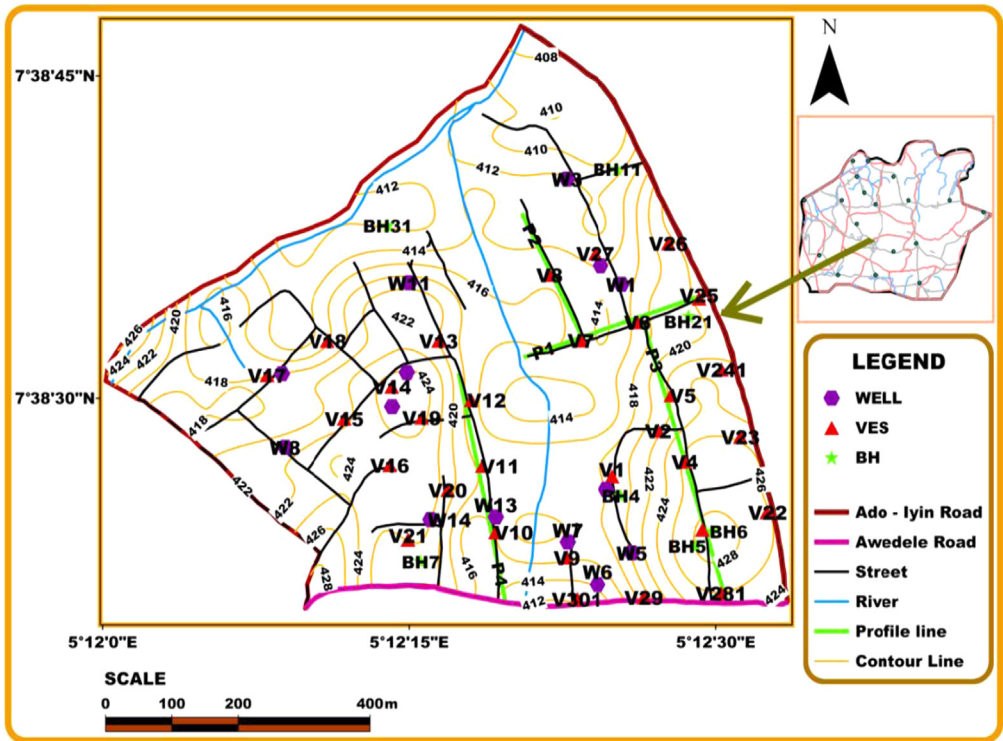 N
7°38'45"N
408
410
410
412
W3
BH11
412
BH31
P2
414
V27
V26
W11
V8
W1
416
416
V25
414
420
422
V6
BH21
426
V18
V13
V7
P1
420
424
422
P3
418
V17
V14
424
V241
7°38'30"N
V12
V5
418
420
414
418
V15
V19
V2
V23
W8
424
V16
V11
V4
V1
422
426
422
V20
BH4
424
422
W14
W13
V22
426
V21
V10
W7
BH6
W5
BH5
BH7
V9
428
424
416
P4
W6
428
414
412
V301
V29
V281
424
5°12'0"E
5°12'15"E
5°12'30"E
SCALE
0 100 200 400m
LEGEND
WELL
VES
BH
Ado - Iyin Road
Awedele Road
Street
River
Profile line
Contour Line